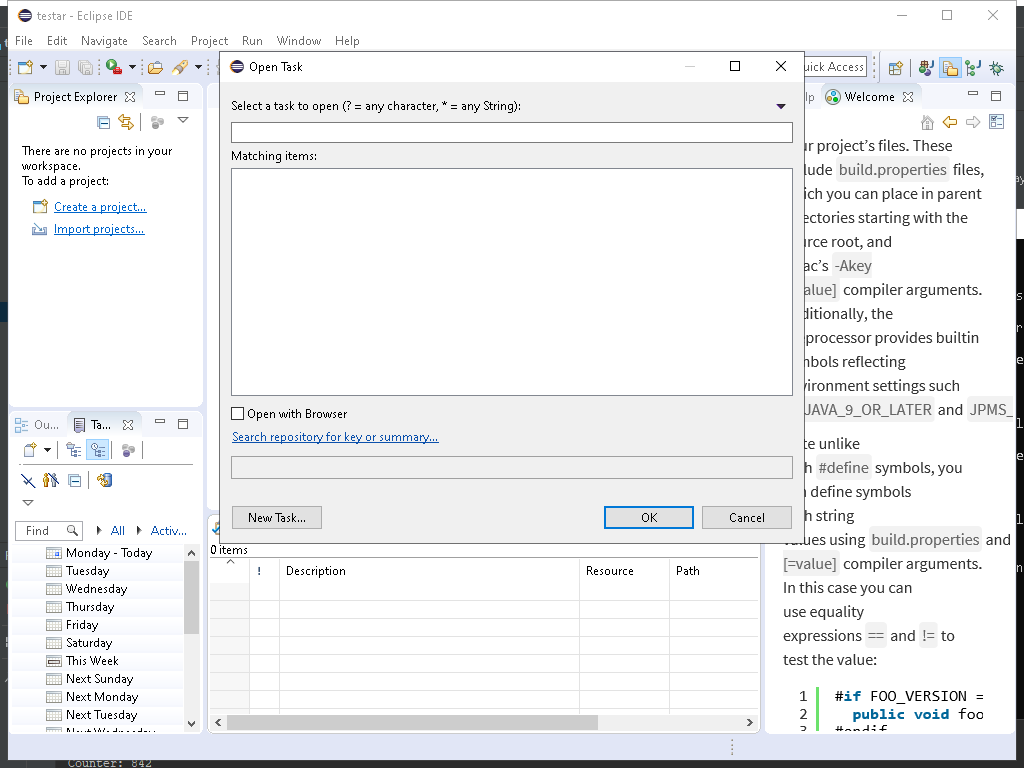 testar - Eclipse IDE
File Edit Navigate Search Project Run Window Help
uick Access
Project Explorer
There are no projects in your
workspace.
To add a project:
Create a project...
Import projects...
Open Task
Select a task to open (? = any character, * = any String):
Matching items:
Open with Browser
Search repository for key or summary...
New Task...
OK
Cancel
lp
Welcome
ur project's files. These
lude build.properties files,
ich you can place in parent
ectories starting with the
urce root, and
ac's -Akey
alue] compiler arguments.
ditionally, the
processor provides builtin
mbols reflecting
vironment settings such
JAVA_9_OR_LATER and JPMS_
te unlike
h #define symbols, you
n define symbols
h string
values using build.properties and
[=value] compiler arguments.
In this case you can
use equality
expressions == and != to
test the value:
1 #if FOO_VERSION =
2 public void foo
3 #endif
Ou...
Ta...
Find
All
Activ...
Monday - Today
Tuesday
Wednesday
Thursday
Friday
Saturday
This Week
Next Sunday
Next Monday
Next Tuesday
Next Wednesday
0 items
! Description Resource Path
Counter: 842